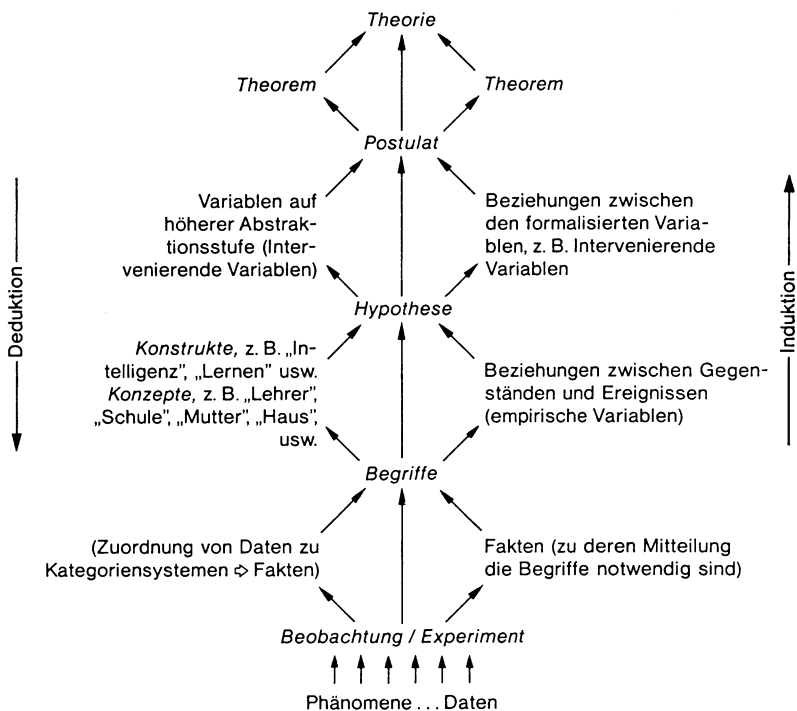 Theorie
Theorem
Theorem
Postulat
Variablen auf
höherer Abstrak-
tionsstufe (Inter-
venierende Variablen)
Beziehungen zwischen
den formalisierten Varia-
blen, z. B. Intervenierende
Variablen
Deduktion
Induktion
Hypothese
Konstrukte, z. B. „In-
telligenz”, „Lernen” usw.
Konzepte, z. B. „Lehrer”,
„Schule”, „Mutter”, „Haus”,
usw.
Beziehungen zwischen Gegen-
ständen und Ereignissen
(empirische Variablen)
Begriffe
(Zuordnung von Daten zu
Kategoriensystemen ➩ Fakten)
Fakten (zu deren Mitteilung
die Begriffe notwendig sind)
Beobachtung / Experiment
Phänomene ... Daten